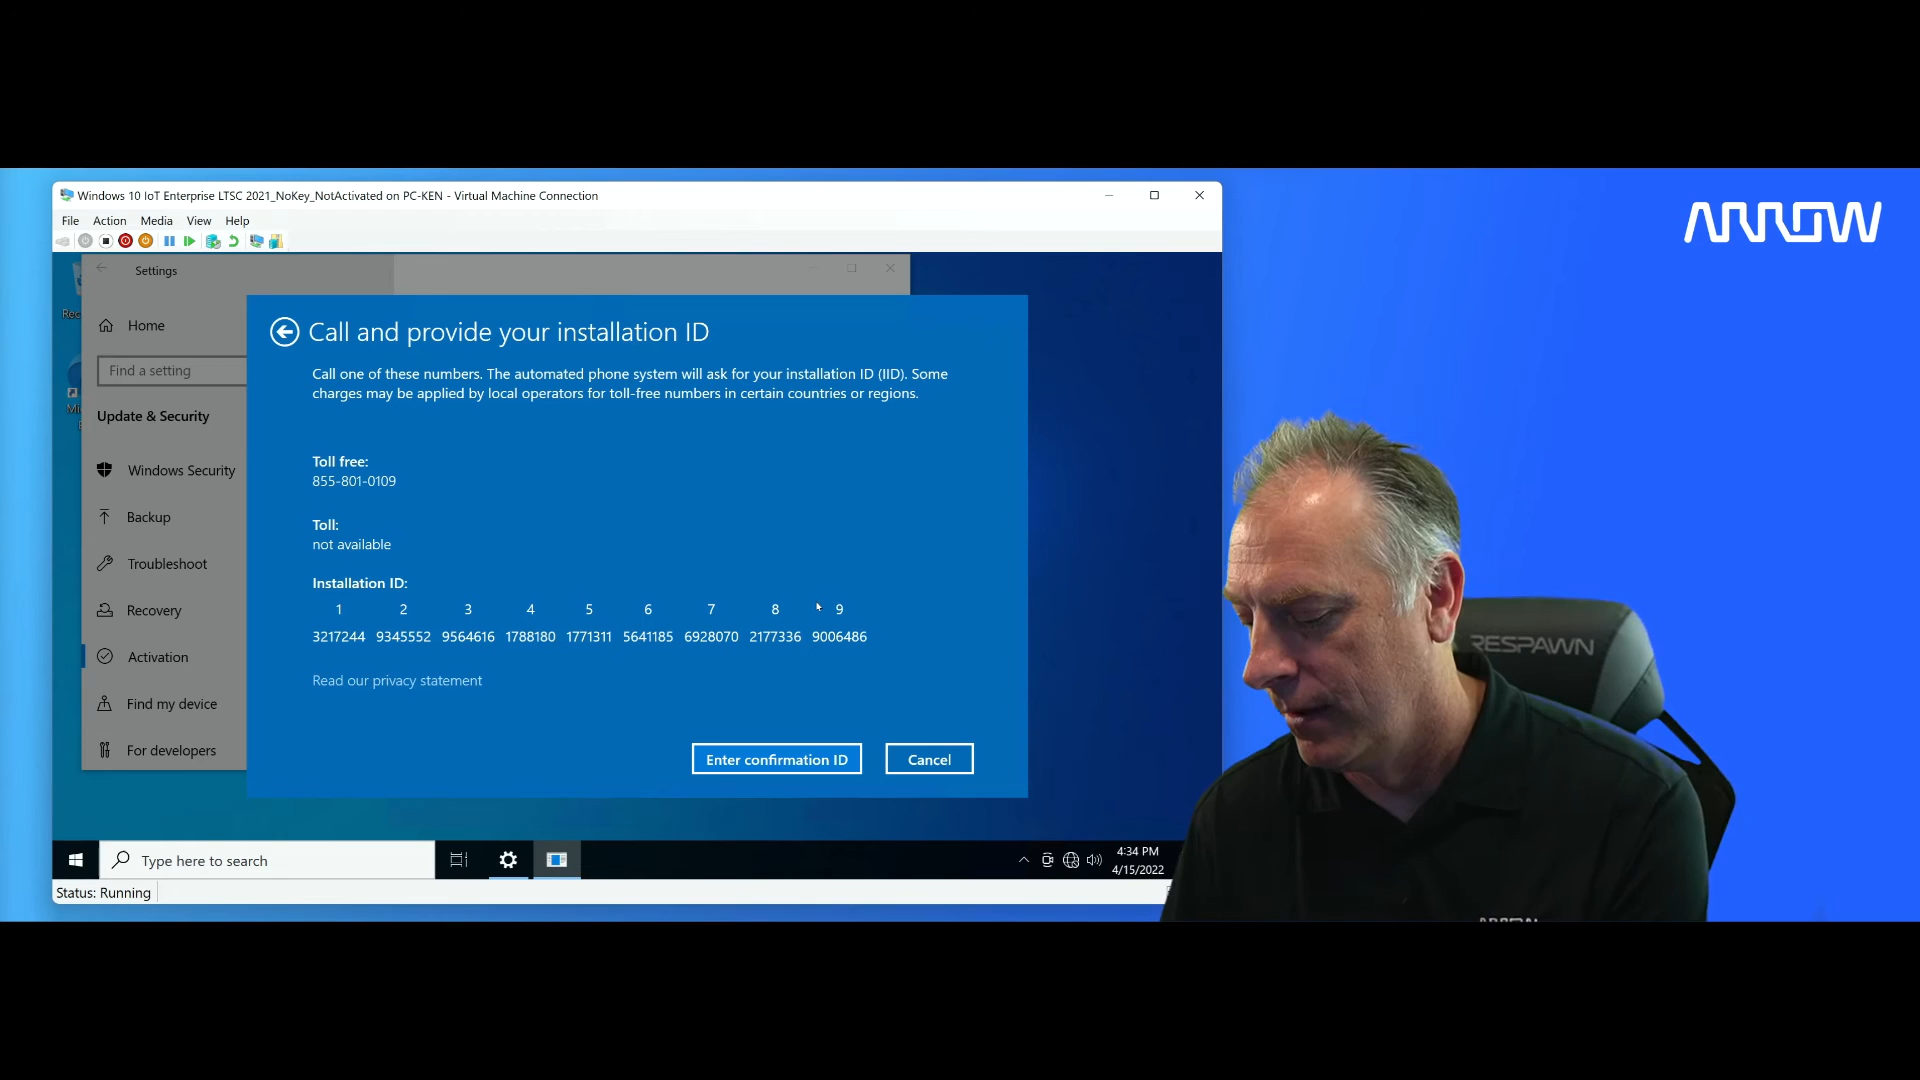 Windows 10 IoT Enterprise LTSC 2021_NoKey_NotActivated on PC-KEN - Virtual Machine Connection
File Action Media View Help
ARROW
Settings
Rec
Home
Find a setting
Update & Security
Windows Security
Backup
Troubleshoot
Recovery
Activation
Find my device
For developers
Call and provide your installation ID
Call one of these numbers. The automated phone system will ask for your installation ID (IID). Some
charges may be applied by local operators for toll-free numbers in certain countries or regions.
Toll free:
855-801-0109
Toll:
not available
Installation ID:
1 2 3 4 5 6 7 8 9
3217244 9345552 9564616 1788180 1771311 5641185 6928070 2177336 9006486
Read our privacy statement
Enter confirmation ID Cancel
RESPAWN
Type here to search
4:34 PM
4/15/2022
Status: Running